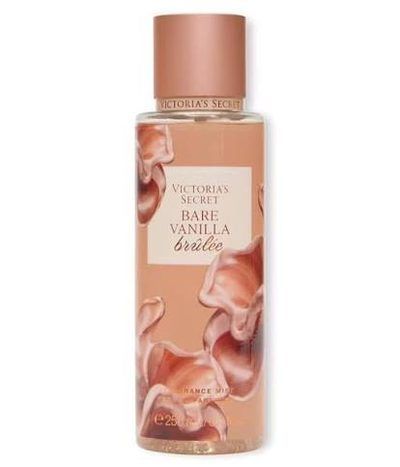 VICTORIA'S SECRET
VICTORIA'S
SECRET
BARE
VANILLA
brûlée